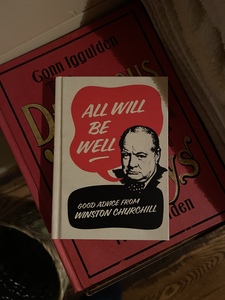 Conn Iggulden
ALL WILL
BE
WELL
GOOD ADVICE FROM
WINSTON CHURCHILL